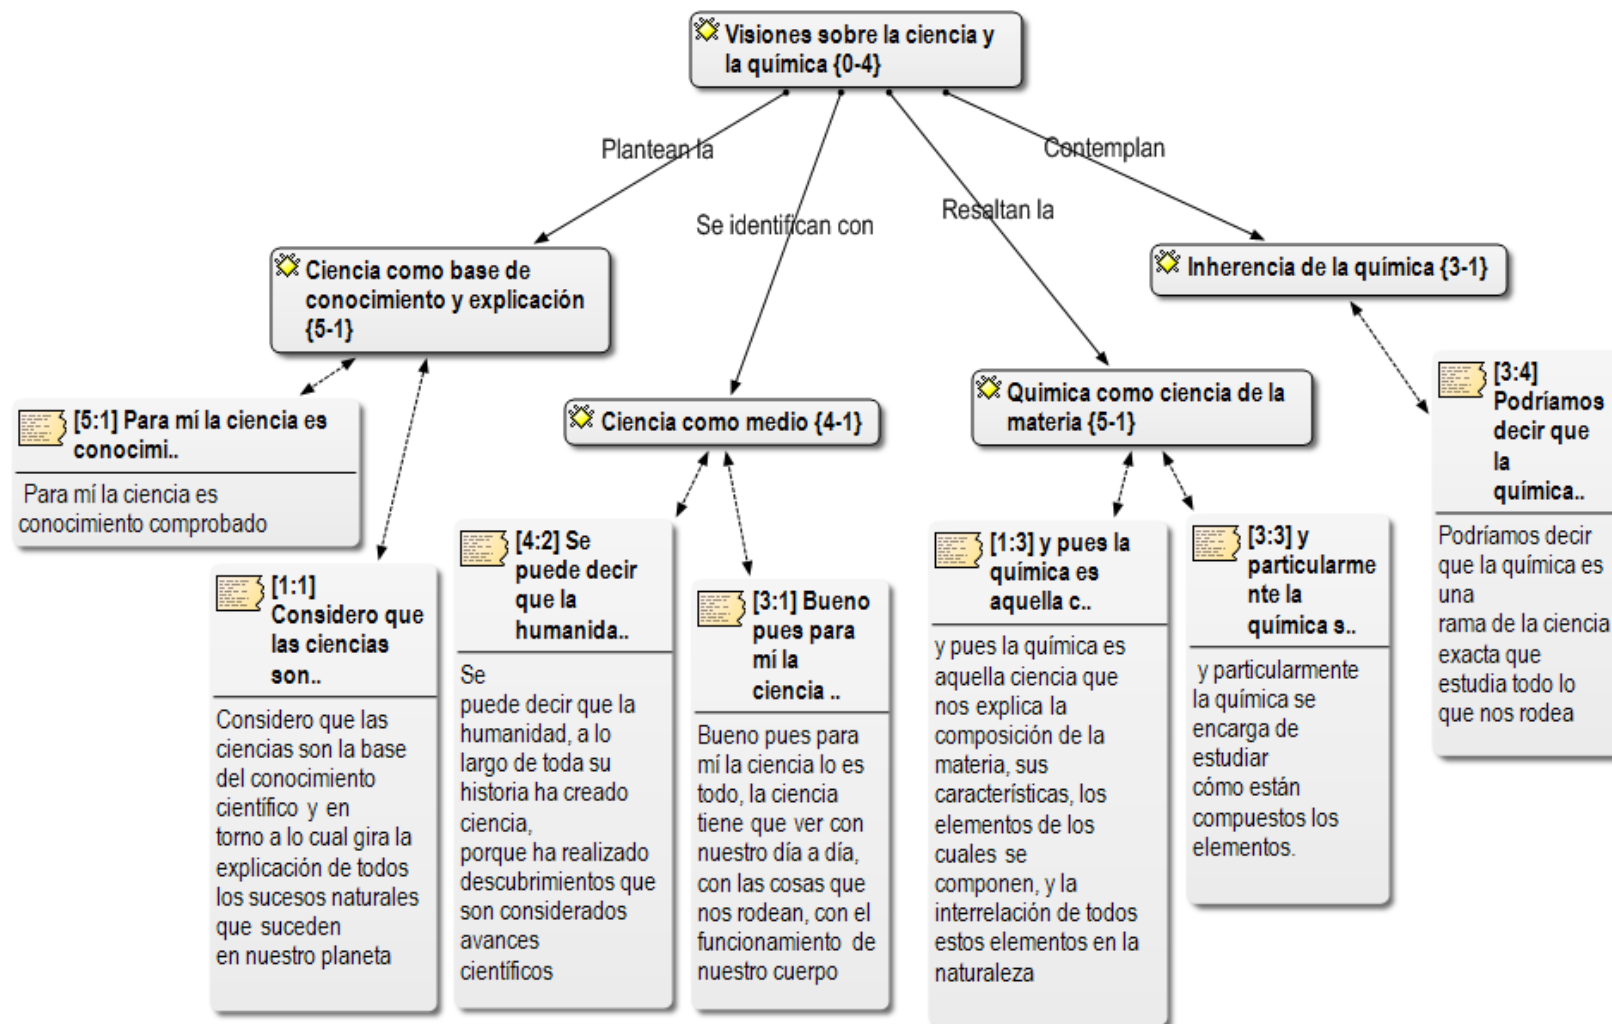 Visiones sobre la ciencia y
la química {0-4}
Plantean la
Se identifican con
Resaltan la
Contemplan
Ciencia como base de
conocimiento y explicación
{5-1}
Ciencia como medio {4-1}
Quimica como ciencia de la
materia {5-1}
Inherencia de la química {3-1}
[5:1] Para mí la ciencia es
conocimi..
Para mí la ciencia es
conocimiento comprobado
[1:1]
Considero que
las ciencias
son..
Considero que las
ciencias son la base
del conocimiento
científico y en
torno a lo cual gira la
explicación de todos
los sucesos naturales
que suceden
en nuestro planeta
[4:2] Se
puede decir
que la
humanida..
Se
puede decir que la
humanidad, a lo
largo de toda su
historia ha creado
ciencia,
porque ha realizado
descubrimientos que
son considerados
avances
científicos
[3:1] Bueno
pues para
mí la
ciencia ..
Bueno pues para
mí la ciencia lo es
todo, la ciencia
tiene que ver con
nuestro día a día,
con las cosas que
nos rodean, con el
funcionamiento de
nuestro cuerpo
[1:3] y pues la
química es
aquella c..
y pues la química es
aquella ciencia que
nos explica la
composición de la
materia, sus
características, los
elementos de los
cuales se
componen, y la
interrelación de todos
estos elementos en la
naturaleza
[3:3] y
particularme
nte la
química s..
y particularmente
la química se
encarga de
estudiar
cómo están
compuestos los
elementos.
[3:4]
Podríamos
decir que
la
química..
Podríamos decir
que la química es
una
rama de la ciencia
exacta que
estudia todo lo
que nos rodea